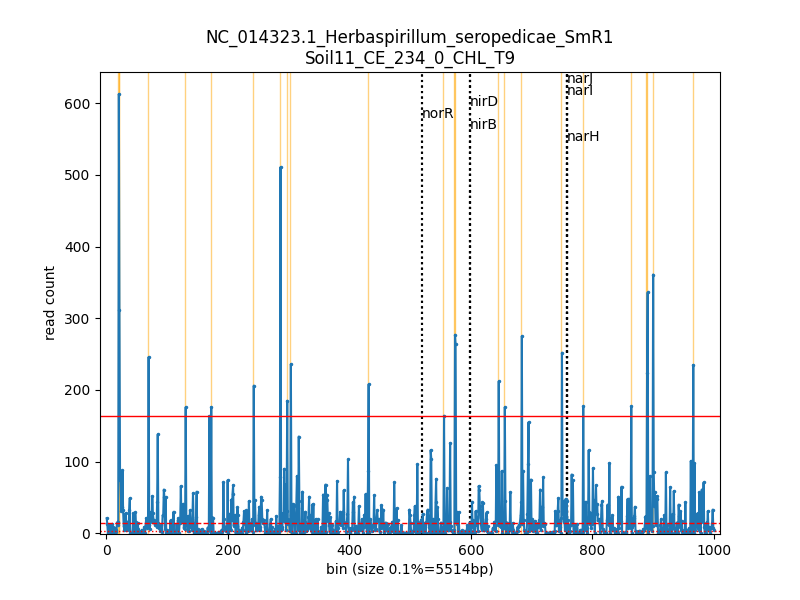 NC_014323.1_Herbaspirillum_seropedicae_SmR1
Soil11_CE_234_0_CHL_T9
narJ
narI
nirD
norR
nirB
narH
600
500
400
300
200
100
0
read count
0
200
400
600
800
1000
bin (size 0.1%=5514bp)